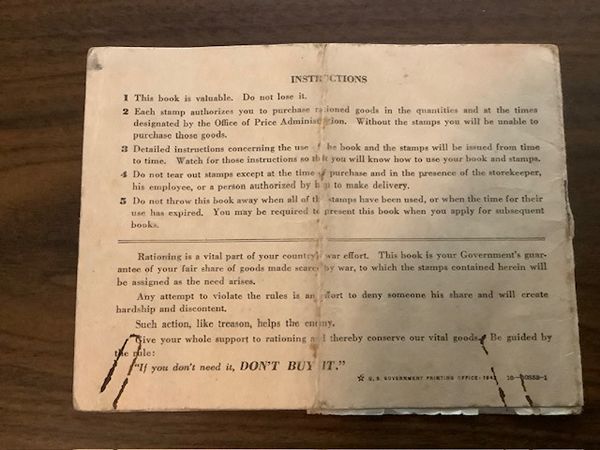 INSTRUCTIONS
1 This book is valuable. Do not lose it.
2 Each stamp authorizes you to purchase rationed goods in the quantities and at the times
designated by the Office of Price Administration. Without the stamps you will be unable to
purchase those goods.
3 Detailed instructions concerning the use of the book and the stamps will be issued from time
to time. Watch for those instructions so that you will know how to use your book and stamps.
4 Do not tear out stamps except at the time of purchase and in the presence of the storekeeper,
his employee, or a person authorized by him to make delivery.
5 Do not throw this book away when all of the stamps have been used, or when the time for their
use has expired. You may be required to present this book when you apply for subsequent
books.
Rationing is a vital part of your country's war effort. This book is your Government's guar-
antee of your fair share of goods made scarce by war, to which the stamps contained herein will
be assigned as the need arises.
Any attempt to violate the rules is an effort to deny someone his share and will create
hardship and discontent.
Such action, like treason, helps the enemy.
Give your whole support to rationing and thereby conserve our vital goods. Be guided by
the rule:
"If you don't need it, DON'T BUY IT."
☆ U. S. GOVERNMENT PRINTING OFFICE: